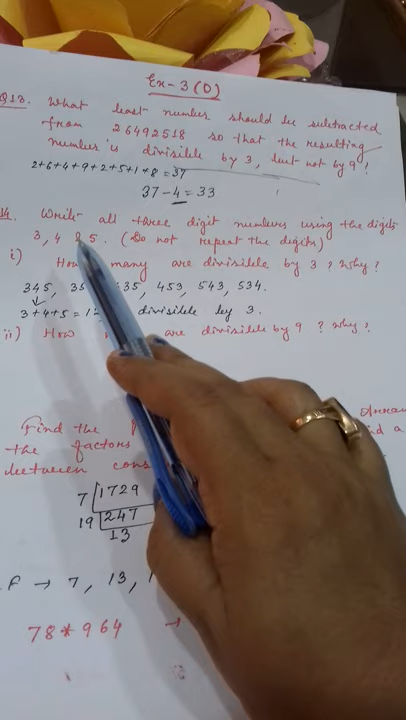 Ex-3(D)
Q13. What least number should be subtracted
from 26492518 so that the resulting
number is divisible by 3, but not by 9?
2+6+4+9+2+5+1+8=37
37-4=33
14. Write all three digit numbers using the digits
3, 4 & 5. (Do not repeat the digits)
i) How many are divisible by 3? Why?
345, 35 435, 453, 543, 534.
3+4+5=12 divisible by 3.
ii) How are divisible by 9? why?
Find the
the factors and a
between cons
7 1729
19 247
13
F → 7, 13, 1
78*964 →